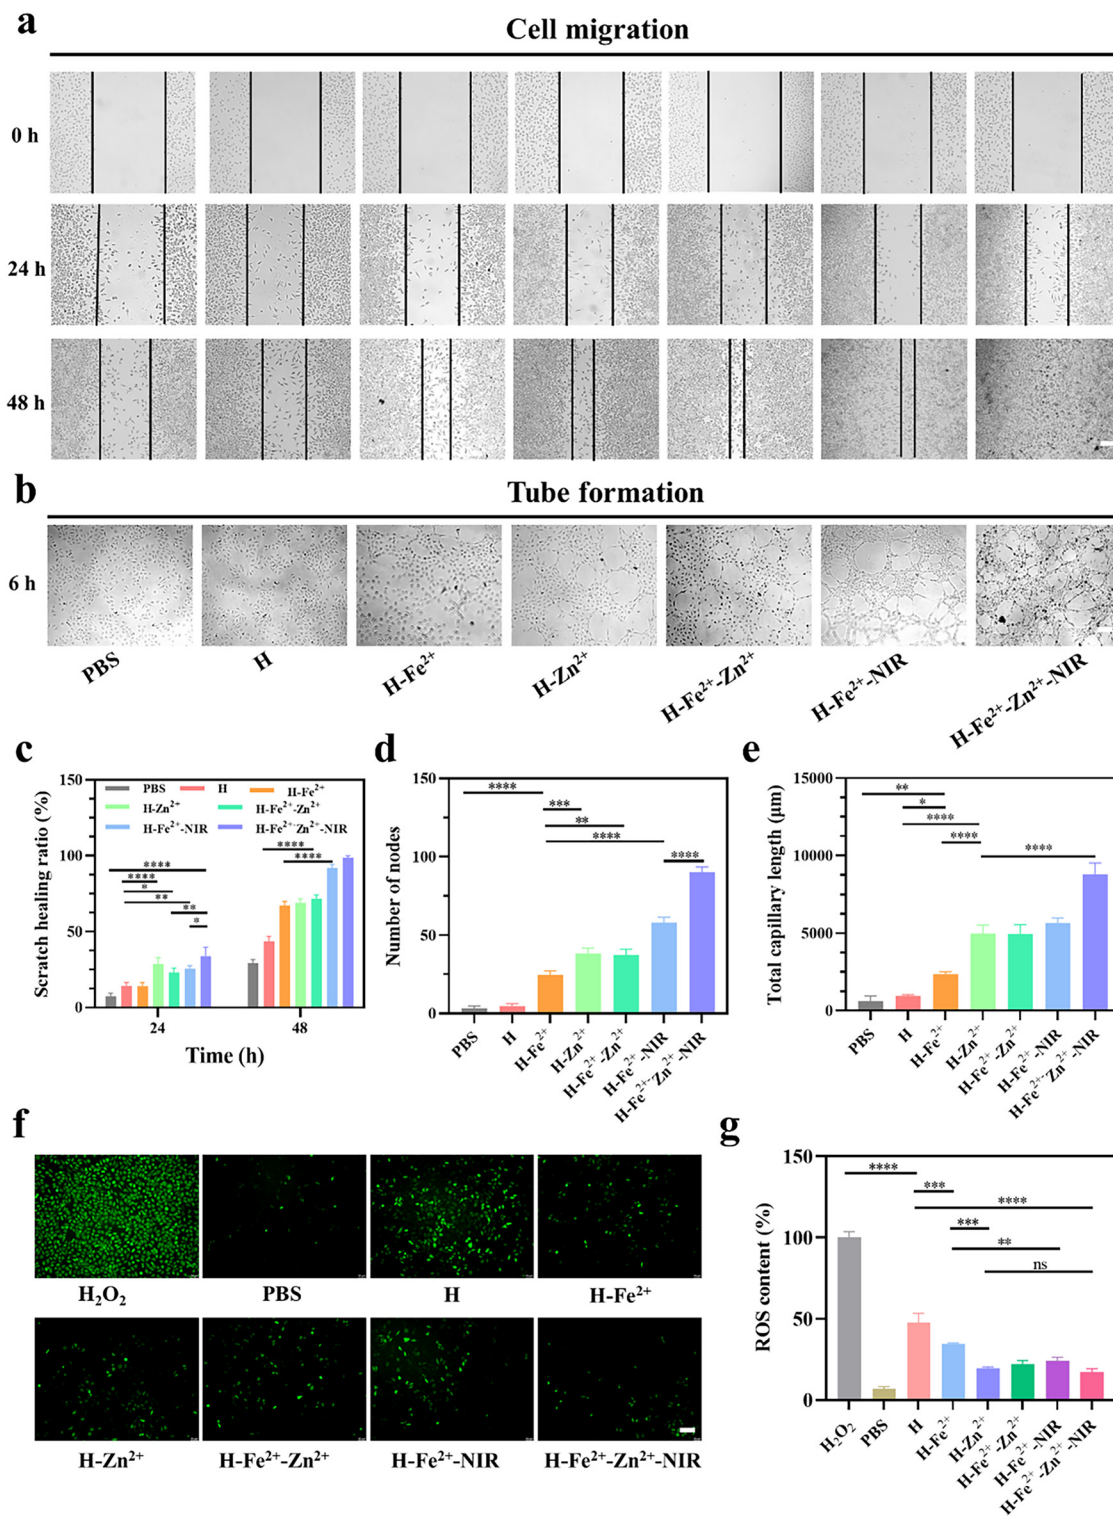 a
Cell migration
0 h
24 h
48 h
b
Tube formation
6 h
PBS
H
H-Fe²⁺
H-Zn²⁺
H-Fe²⁺-Zn²⁺
H-Fe²⁺-NIR
H-Fe²⁺-Zn²⁺-NIR
c
Scratch healing ratio (%)
150
100
50
0
PBS
H
H-Fe²⁺
H-Zn²⁺
H-Fe²⁺-Zn²⁺
H-Fe²⁺-NIR
H-Fe²⁺-Zn²⁺-NIR
****
****
*
**
**
*
****
****
24
48
Time (h)
d
Number of nodes
150
100
50
0
****
***
**
****
****
PBS
H
H-Fe²⁺
H-Zn²⁺
H-Fe²⁺-Zn²⁺
H-Fe²⁺-NIR
H-Fe²⁺-Zn²⁺-NIR
e
Total capillary length (μm)
15000
10000
5000
0
**
*
****
****
****
PBS
H
H-Fe²⁺
H-Zn²⁺
H-Fe²⁺-Zn²⁺
H-Fe²⁺-NIR
H-Fe²⁺-Zn²⁺-NIR
f
H₂O₂
PBS
H
H-Fe²⁺
H-Zn²⁺
H-Fe²⁺-Zn²⁺
H-Fe²⁺-NIR
H-Fe²⁺-Zn²⁺-NIR
g
ROS content (%)
150
100
50
0
****
***
****
***
**
ns
H₂O₂
PBS
H
H-Fe²⁺
H-Zn²⁺
H-Fe²⁺-Zn²⁺
H-Fe²⁺-NIR
H-Fe²⁺-Zn²⁺-NIR